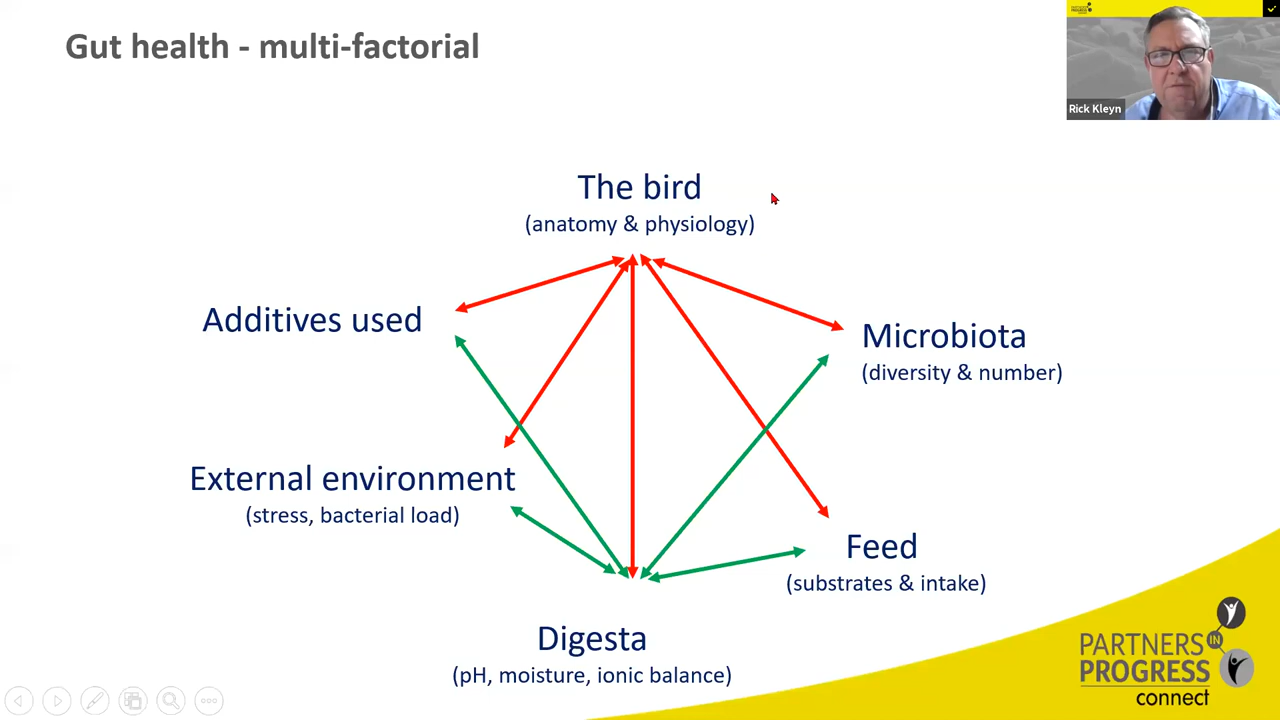 Gut health - multi-factorial
Rick Kleyn
The bird
(anatomy & physiology)
Additives used
Microbiota
(diversity & number)
External environment
(stress, bacterial load)
Feed
(substrates & intake)
Digesta
(pH, moisture, ionic balance)
PARTNERS
IN
PROGRESS
connect